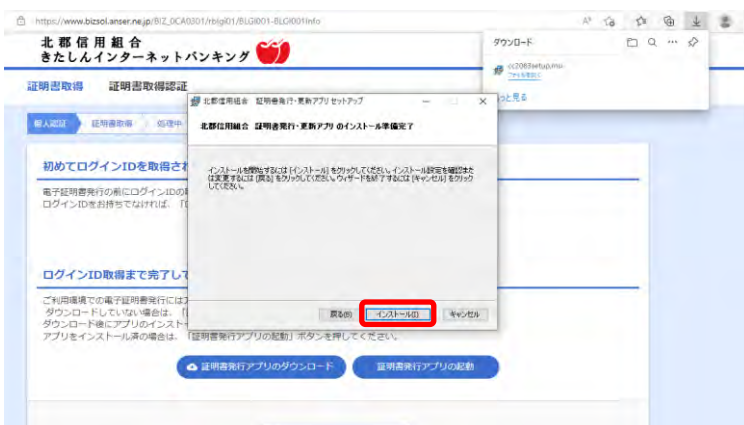 https://www.bizsol.anser.ne.jp/BIZ_0CA0301/rblgi01/BLGI001-BLGI001Info
北郡信用組合
きたしんインターネットバンキング
ダウンロード
cc2003setup.msi
ファイルを開く
っと見る
証明書取得 証明書取得認証
個人認証 証明書取得 処理中
北郡信用組合 証明書発行・更新アプリ セットアップ
北郡信用組合 証明書発行・更新アプリ のインストール準備完了
インストールを開始するには [インストール] をクリックしてください。インストール設定を確認また
は変更するには [戻る] をクリックしてください。ウィザードを終了するには [キャンセル] をクリック
してください。
戻る(B) インストール(I) キャンセル
初めてログインIDを取得され
電子証明書発行の前にログインIDの
ログインIDをお持ちでなければ、「
ログインID取得まで完了して
ご利用環境での電子証明書発行には
ダウンロードしていない場合は、「
ダウンロード後にアプリのインスト
アプリをインストール済の場合は、「証明書発行アプリの起動」ボタンを押してください。
証明書発行アプリのダウンロード 証明書発行アプリの起動